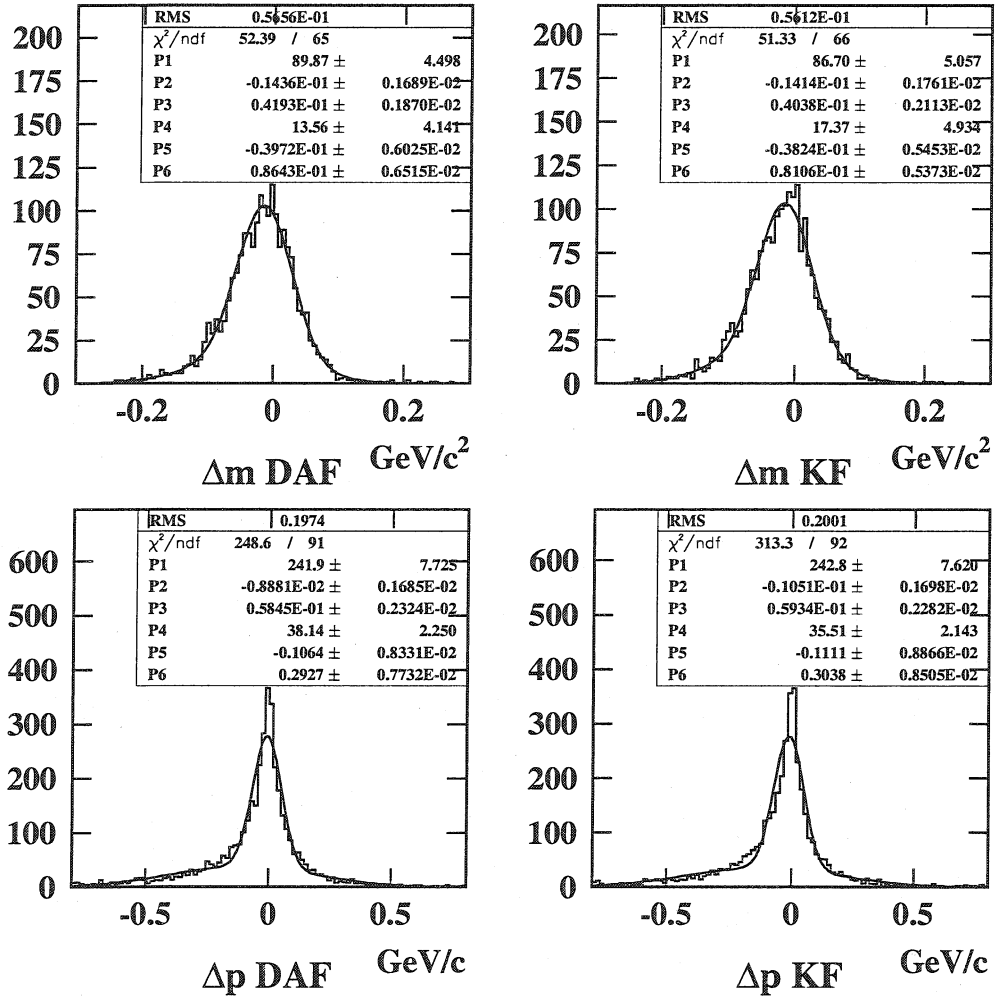 RMS 0.5656E-01
χ²/ndf 52.39 / 65
P1 89.87 ± 4.498
P2 -0.1436E-01 ± 0.1689E-02
P3 0.4193E-01 ± 0.1870E-02
P4 13.56 ± 4.141
P5 -0.3972E-01 ± 0.6025E-02
P6 0.8643E-01 ± 0.6515E-02
200
175
150
125
100
75
50
25
0
-0.2 0 0.2
GeV/c²
Δm DAF
RMS 0.5612E-01
χ²/ndf 51.33 / 66
P1 86.70 ± 5.057
P2 -0.1414E-01 ± 0.1761E-02
P3 0.4038E-01 ± 0.2113E-02
P4 17.37 ± 4.934
P5 -0.3824E-01 ± 0.5453E-02
P6 0.8106E-01 ± 0.5373E-02
200
175
150
125
100
75
50
25
0
-0.2 0 0.2
GeV/c²
Δm KF
RMS 0.1974
χ²/ndf 248.6 / 91
P1 241.9 ± 7.725
P2 -0.8881E-02 ± 0.1685E-02
P3 0.5845E-01 ± 0.2324E-02
P4 38.14 ± 2.250
P5 -0.1064 ± 0.8331E-02
P6 0.2927 ± 0.7732E-02
600
500
400
300
200
100
0
-0.5 0 0.5
GeV/c
Δp DAF
RMS 0.2001
χ²/ndf 313.3 / 92
P1 242.8 ± 7.620
P2 -0.1051E-01 ± 0.1698E-02
P3 0.5934E-01 ± 0.2282E-02
P4 35.51 ± 2.143
P5 -0.1111 ± 0.8866E-02
P6 0.3038 ± 0.8505E-02
600
500
400
300
200
100
0
-0.5 0 0.5
GeV/c
Δp KF